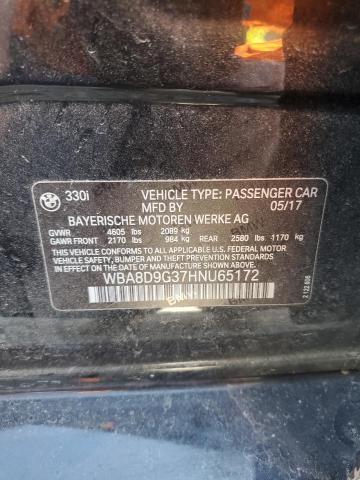 330i VEHICLE TYPE: PASSENGER CAR
MFD BY 05/17
BAYERISCHE MOTOREN WERKE AG
GVWR 4605 lbs 2089 kg
GAWR FRONT 2170 lbs 984 kg REAR 2580 lbs 1170 kg
THIS VEHICLE CONFORMS TO ALL APPLICABLE U.S. FEDERAL MOTOR
VEHICLE SAFETY, BUMPER, AND THEFT PREVENTION STANDARDS IN
EFFECT ON THE DATE OF MANUFACTURE SHOWN ABOVE.
WBA8D9G37HNU65172